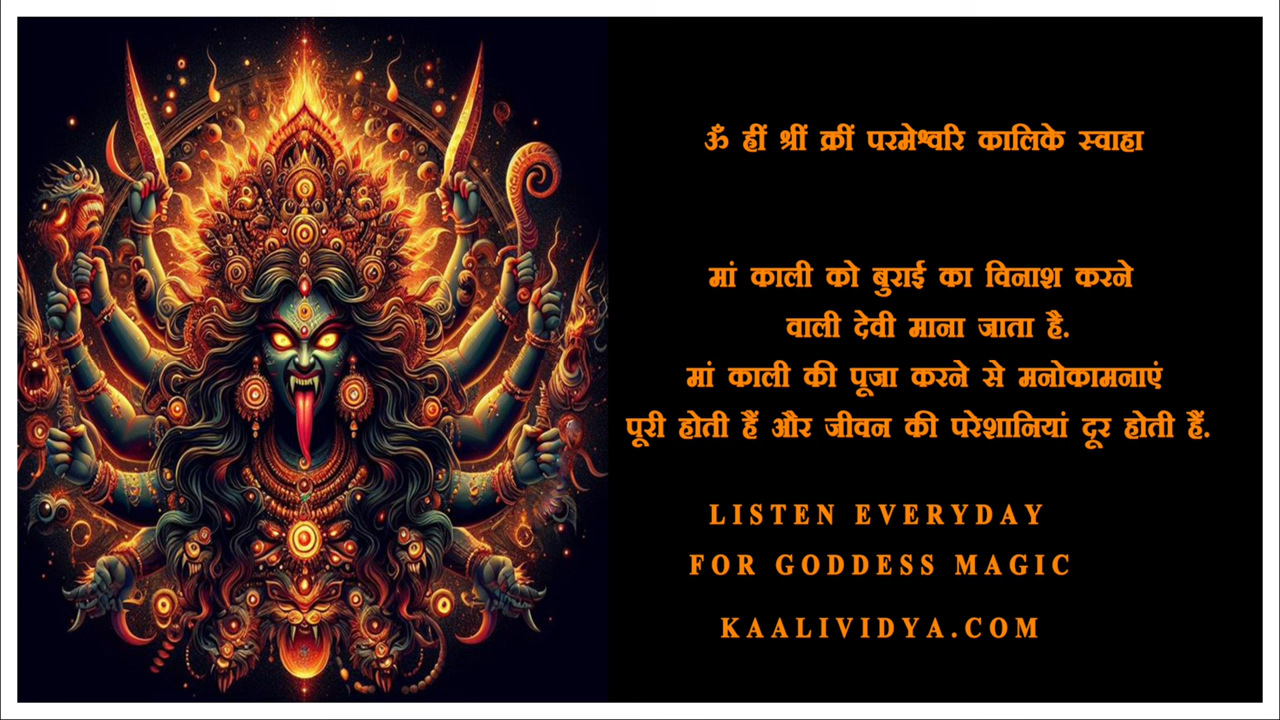 ॐ ह्रीं श्रीं क्रीं परमेश्वरि कालिके स्वाहा
मां काली को बुराई का विनाश करने
वाली देवी माना जाता है.
मां काली की पूजा करने से मनोकामनाएं
पूरी होती हैं और जीवन की परेशानियां दूर होती हैं.
LISTEN EVERYDAY
FOR GODDESS MAGIC
KAALIVIDYA.COM